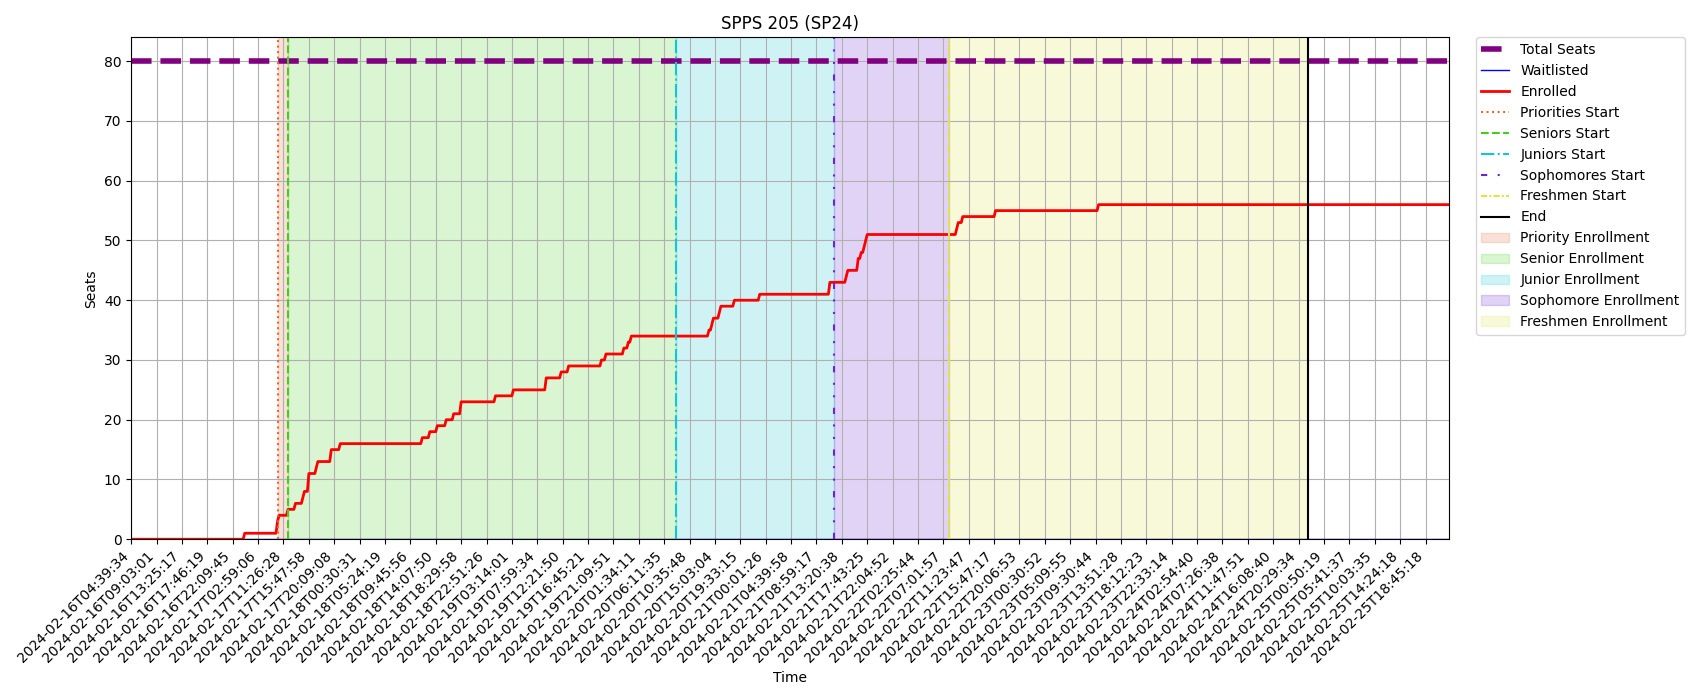 SPPS 205 (SP24)
Seats
80
70
60
50
40
30
20
10
0
2024-02-16T04:39:34
2024-02-16T09:03:01
2024-02-16T13:25:17
2024-02-16T17:46:19
2024-02-16T22:09:45
2024-02-17T02:59:06
2024-02-17T11:26:28
2024-02-17T15:47:58
2024-02-17T20:09:08
2024-02-18T00:30:31
2024-02-18T05:24:19
2024-02-18T09:45:56
2024-02-18T14:07:50
2024-02-18T18:29:58
2024-02-18T22:51:26
2024-02-19T03:14:01
2024-02-19T07:59:34
2024-02-19T12:21:50
2024-02-19T16:45:21
2024-02-19T21:09:51
2024-02-20T01:34:11
2024-02-20T06:11:35
2024-02-20T10:35:48
2024-02-20T15:03:04
2024-02-20T19:33:15
2024-02-21T00:01:26
2024-02-21T04:39:58
2024-02-21T08:59:17
2024-02-21T13:20:38
2024-02-21T17:43:25
2024-02-21T22:04:52
2024-02-22T02:25:44
2024-02-22T07:01:57
2024-02-22T11:23:47
2024-02-22T15:47:17
2024-02-22T20:06:53
2024-02-23T00:30:52
2024-02-23T05:09:55
2024-02-23T09:30:44
2024-02-23T13:51:28
2024-02-23T18:12:23
2024-02-23T22:33:14
2024-02-24T02:54:40
2024-02-24T07:26:38
2024-02-24T11:47:51
2024-02-24T16:08:40
2024-02-24T20:29:34
2024-02-25T00:50:19
2024-02-25T05:41:37
2024-02-25T10:03:35
2024-02-25T14:24:18
2024-02-25T18:45:18
Time
Total Seats
Waitlisted
Enrolled
Priorities Start
Seniors Start
Juniors Start
Sophomores Start
Freshmen Start
End
Priority Enrollment
Senior Enrollment
Junior Enrollment
Sophomore Enrollment
Freshmen Enrollment